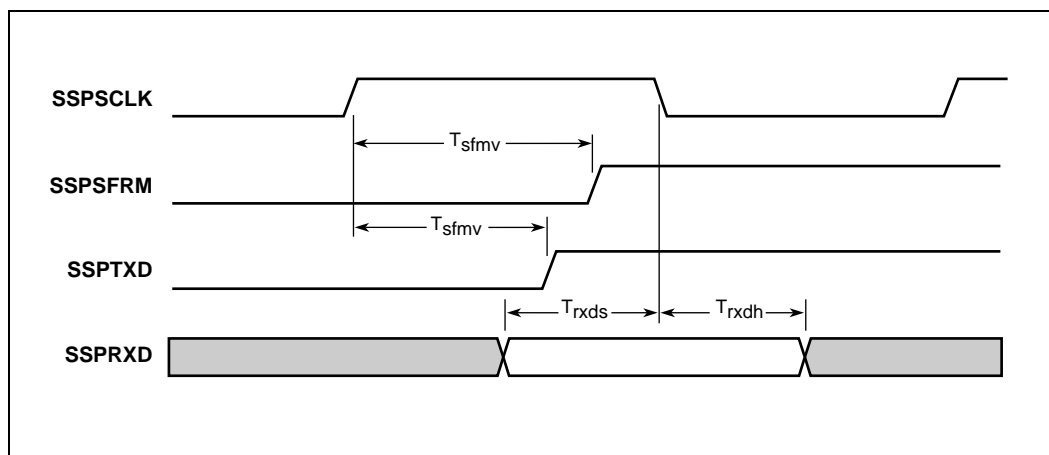 SSPSCLK
Tsfmv
SSPSFRM
Tsfmv
SSPTXD
Trxds
Trxdh
SSPRXD